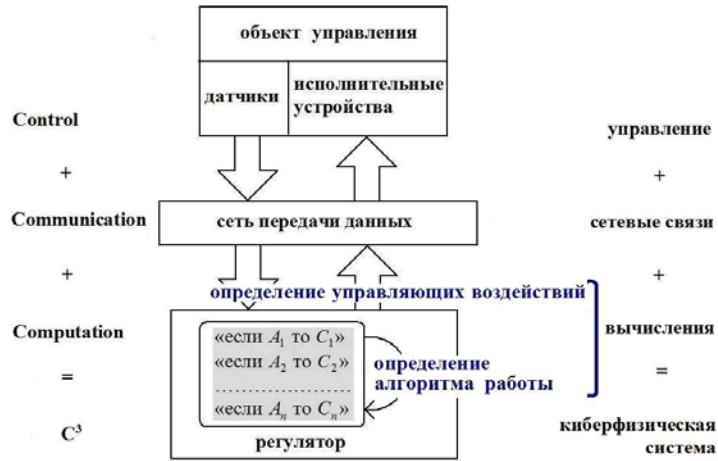 объект управления
датчики
исполнительные
устройства
Control
управление
+
+
Communication
сеть передачи данных
сетевые связи
+
+
определение управляющих воздействий
Computation
вычисления
«если A₁ то C₁»
«если A₂ то C₂»
......................
«если Aₙ то Cₙ»
определение
алгоритма работы
=
=
C³
регулятор
киберфизическая
система